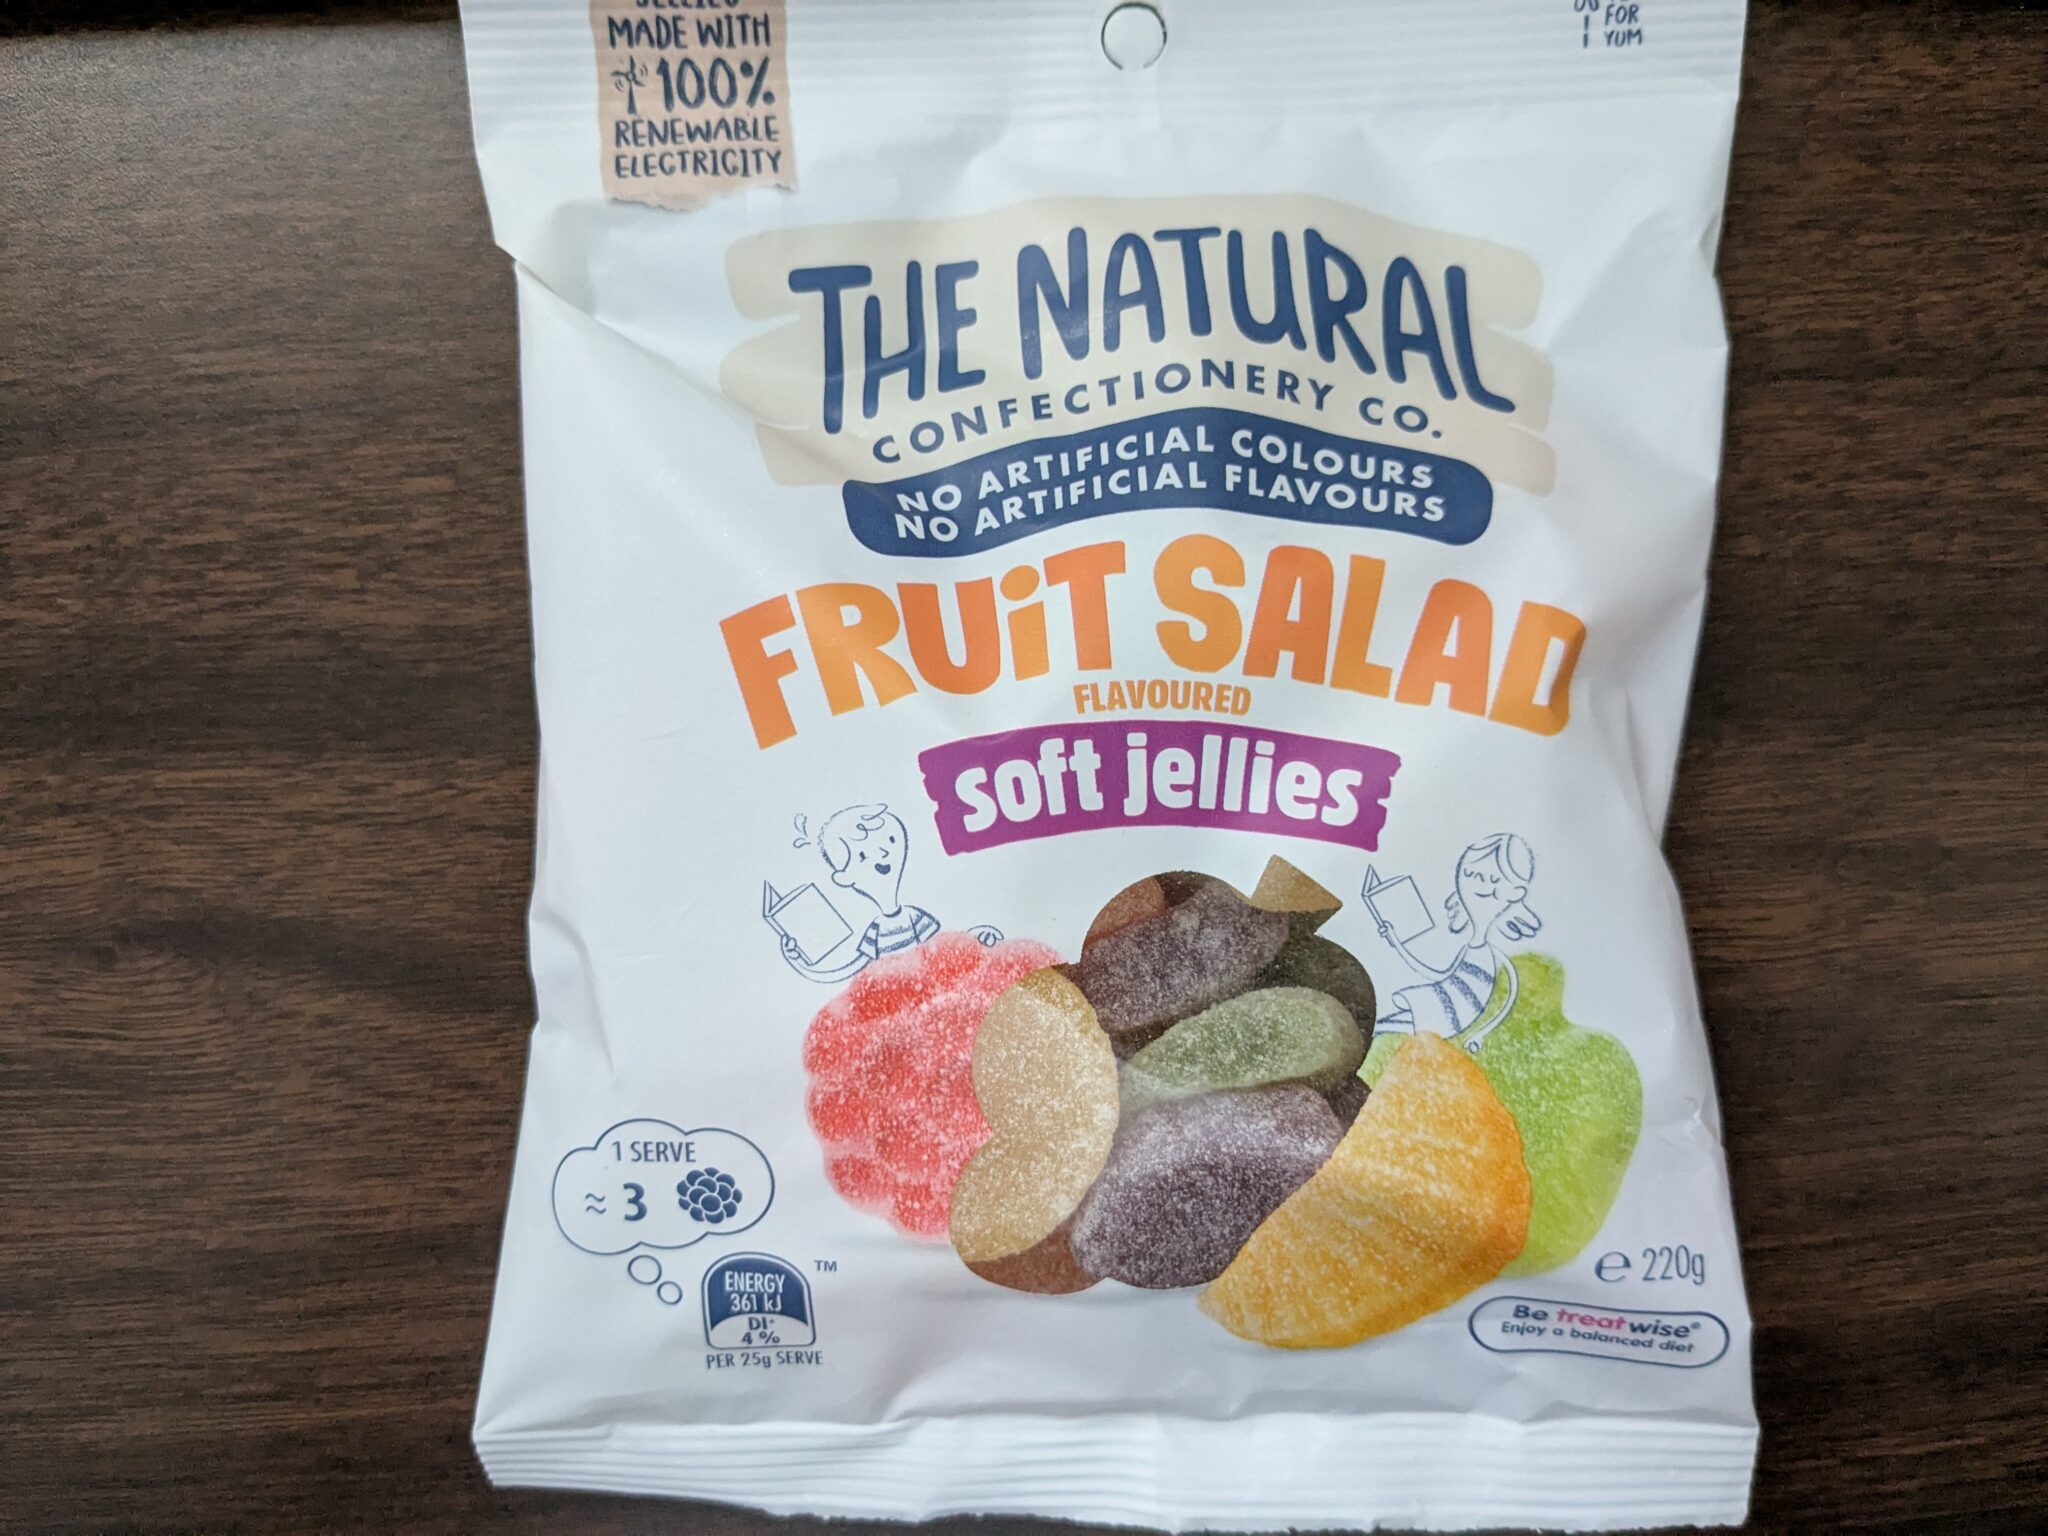 MADE WITH
100%
RENEWABLE
ELECTRICITY
FOR
YUM
THE NATURAL
CONFECTIONERY CO.
NO ARTIFICIAL COLOURS
NO ARTIFICIAL FLAVOURS
FRUiT SALAD
FLAVOURED
soft jellies
1 SERVE
≈ 3
ENERGY
361 kJ
DI*
4 %
TM
PER 25g SERVE
℮ 220g
Be treatwise®
Enjoy a balanced diet